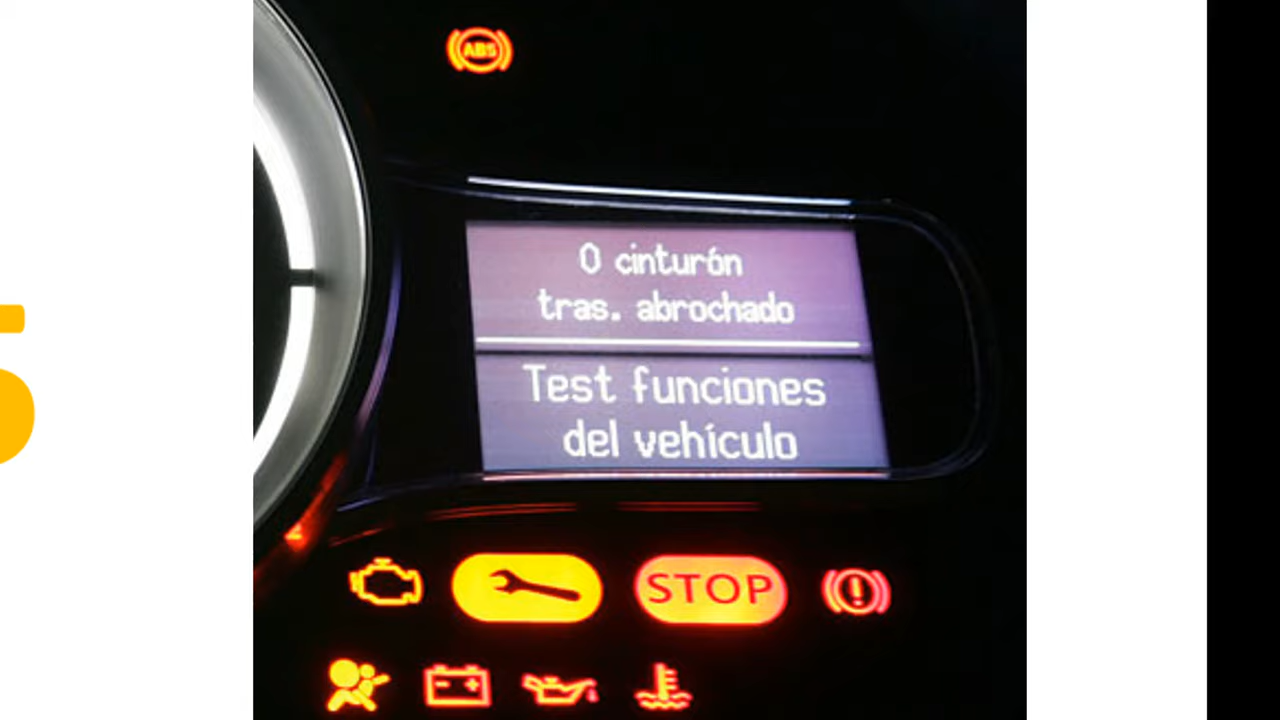 ABS
0 cinturón
tras. abrochado
Test funciones
del vehículo
STOP